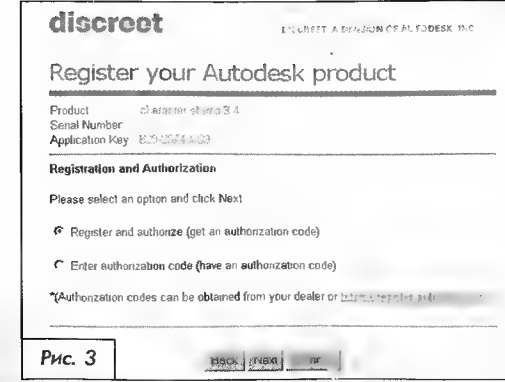 discreet
DISCREET A DIVISION OF AUTODESK INC
Register your Autodesk product
Product
Serial Number
Application Key
Registration and Authorization
Please select an option and click Next
Register and authorize (get an authorization code)
Enter authorization code (have an authorization code)
*(Authorization codes can be obtained from your dealer or
Рис. 3
Back Next